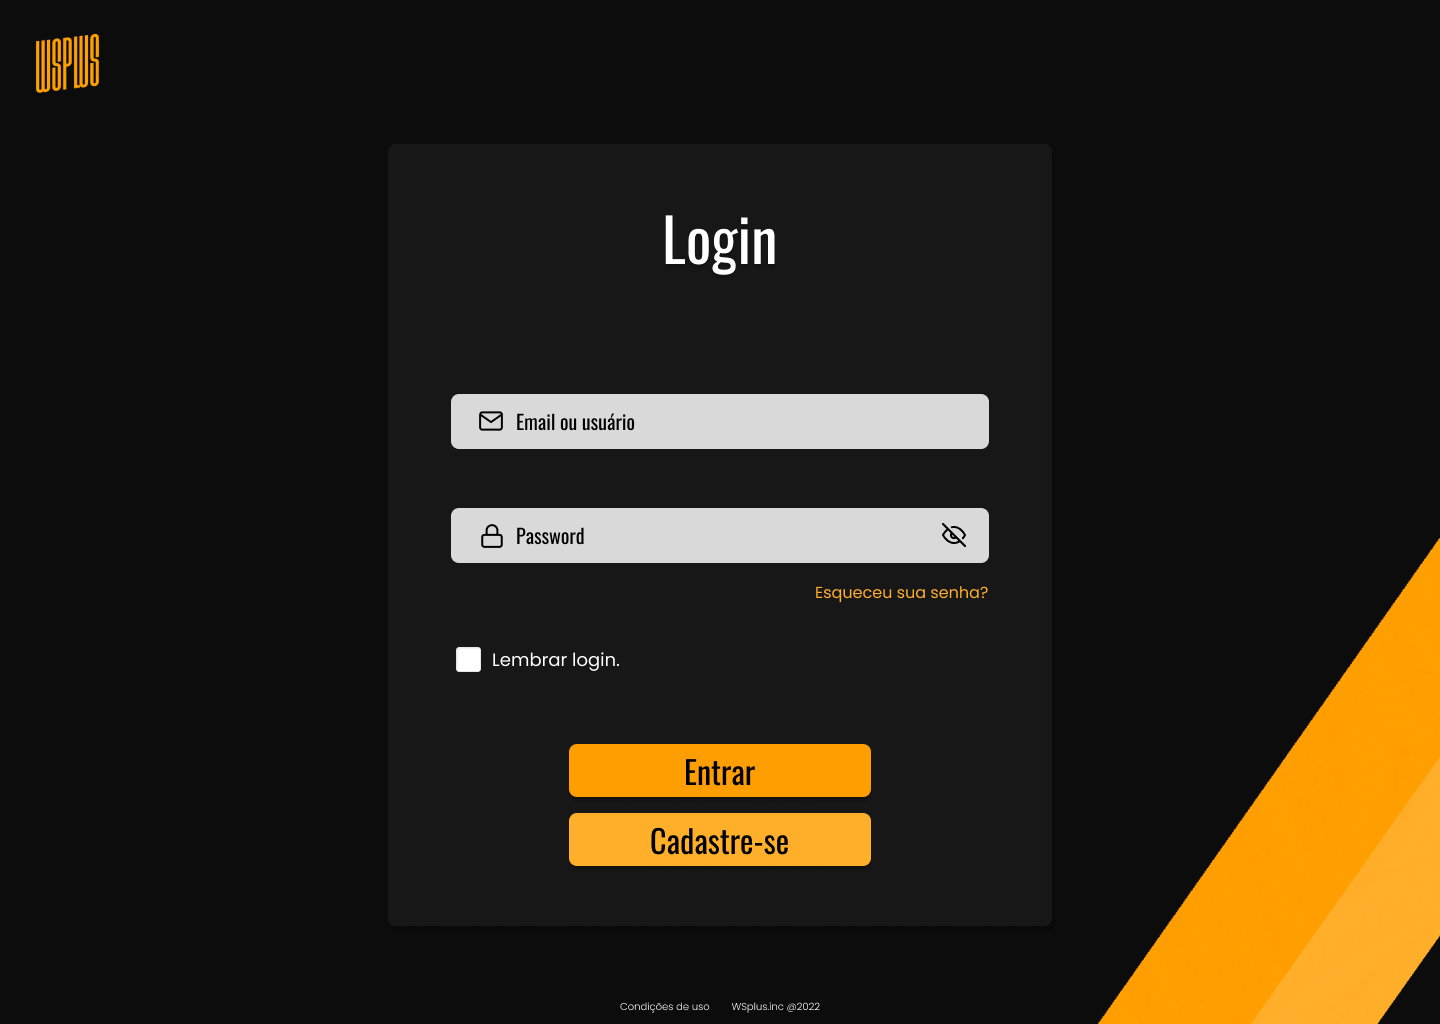 WSPLUS
Login
Email ou usuário
Password
Esqueceu sua senha?
Lembrar login.
Entrar
Cadastre-se
Condições de uso WSplus.inc @2022